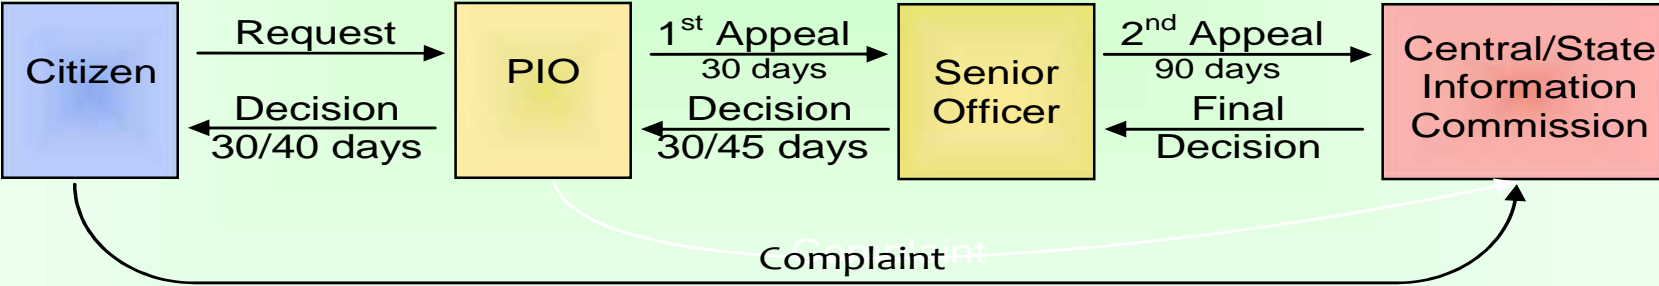 Citizen
Request
Decision
30/40 days
PIO
1st Appeal
30 days
Decision
30/45 days
Senior
Officer
2nd Appeal
90 days
Final
Decision
Central/State
Information
Commission
Complaint
Complaint